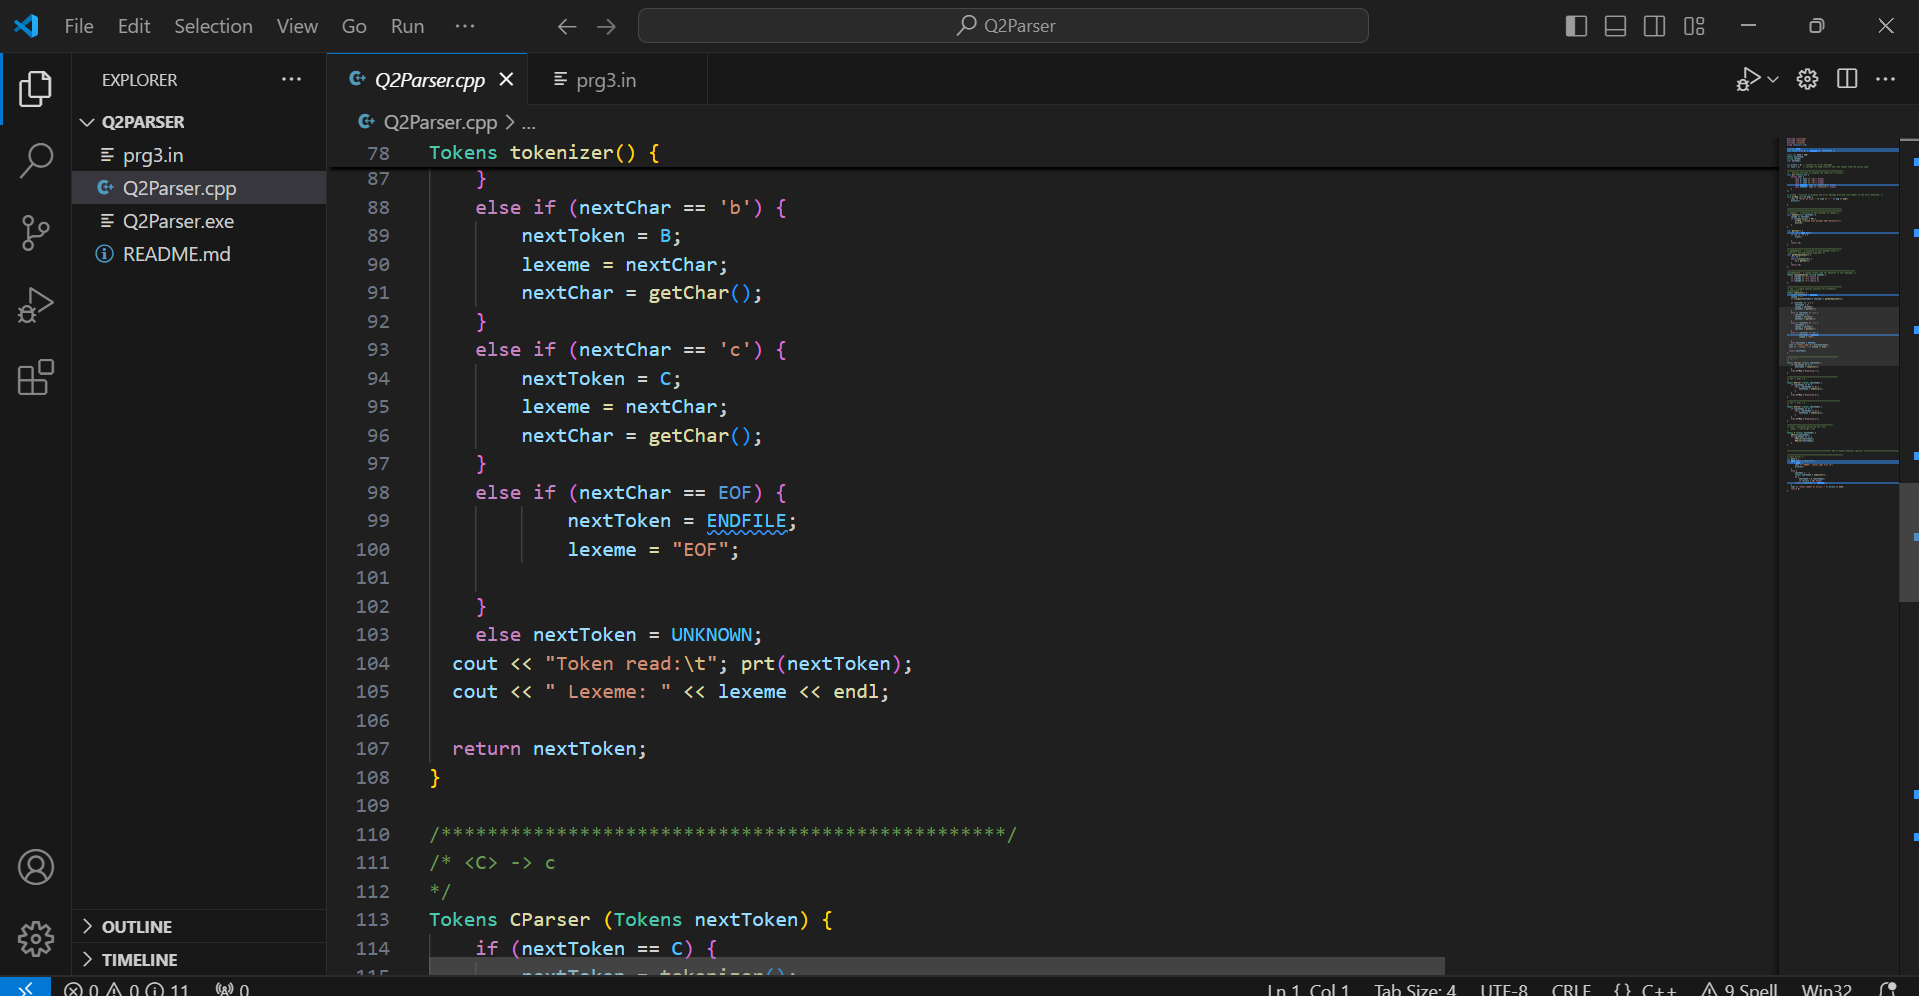 File Edit Selection View Go Run ··· Q2Parser
EXPLORER ···
Q2PARSER
prg3.in
Q2Parser.cpp
Q2Parser.exe
README.md
OUTLINE
TIMELINE
Q2Parser.cpp prg3.in
Q2Parser.cpp > ...
78 Tokens tokenizer() {
87 }
88 else if (nextChar == 'b') {
89 nextToken = B;
90 lexeme = nextChar;
91 nextChar = getChar();
92 }
93 else if (nextChar == 'c') {
94 nextToken = C;
95 lexeme = nextChar;
96 nextChar = getChar();
97 }
98 else if (nextChar == EOF) {
99 nextToken = ENDFILE;
100 lexeme = "EOF";
101
102 }
103 else nextToken = UNKNOWN;
104 cout << "Token read:\t"; prt(nextToken);
105 cout << " Lexeme: " << lexeme << endl;
106
107 return nextToken;
108 }
109
110 /*************************************************/
111 /* <C> -> c
112 */
113 Tokens CParser (Tokens nextToken) {
114 if (nextToken == C) {
115 nextToken = tokenizer();
0 0 11 0 Ln 1, Col 1 Tab Size: 4 UTF-8 CRLF {} C++ 9 Spell Win32